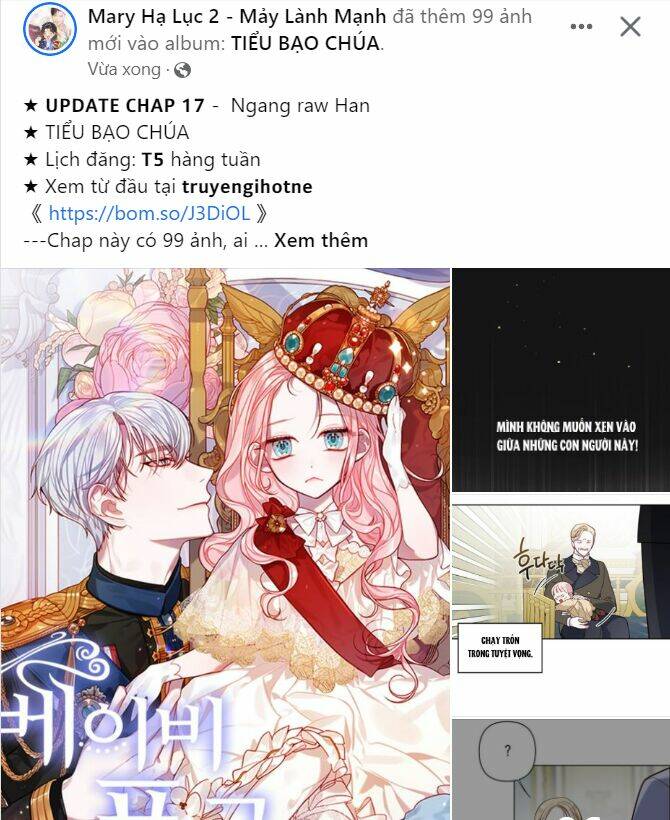 Mary Hạ Lục 2 - Mảy Lành Mạnh đã thêm 99 ảnh
mới vào album: TIỂU BẠO CHÚA.
Vừa xong ·
★ UPDATE CHAP 17 - Ngang raw Han
★ TIỂU BẠO CHÚA
★ Lịch đăng: T5 hàng tuần
★ Xem từ đầu tại truyengihotne
《 https://bom.so/J3DiOL 》
---Chap này có 99 ảnh, ai ... Xem thêm
MÌNH KHÔNG MUỐN XEN VÀO
GIỮA NHỮNG CON NGƯỜI NÀY!
후다닥
CHẠY TRỐN
TRONG TUYỆT VỌNG.
베이비
?